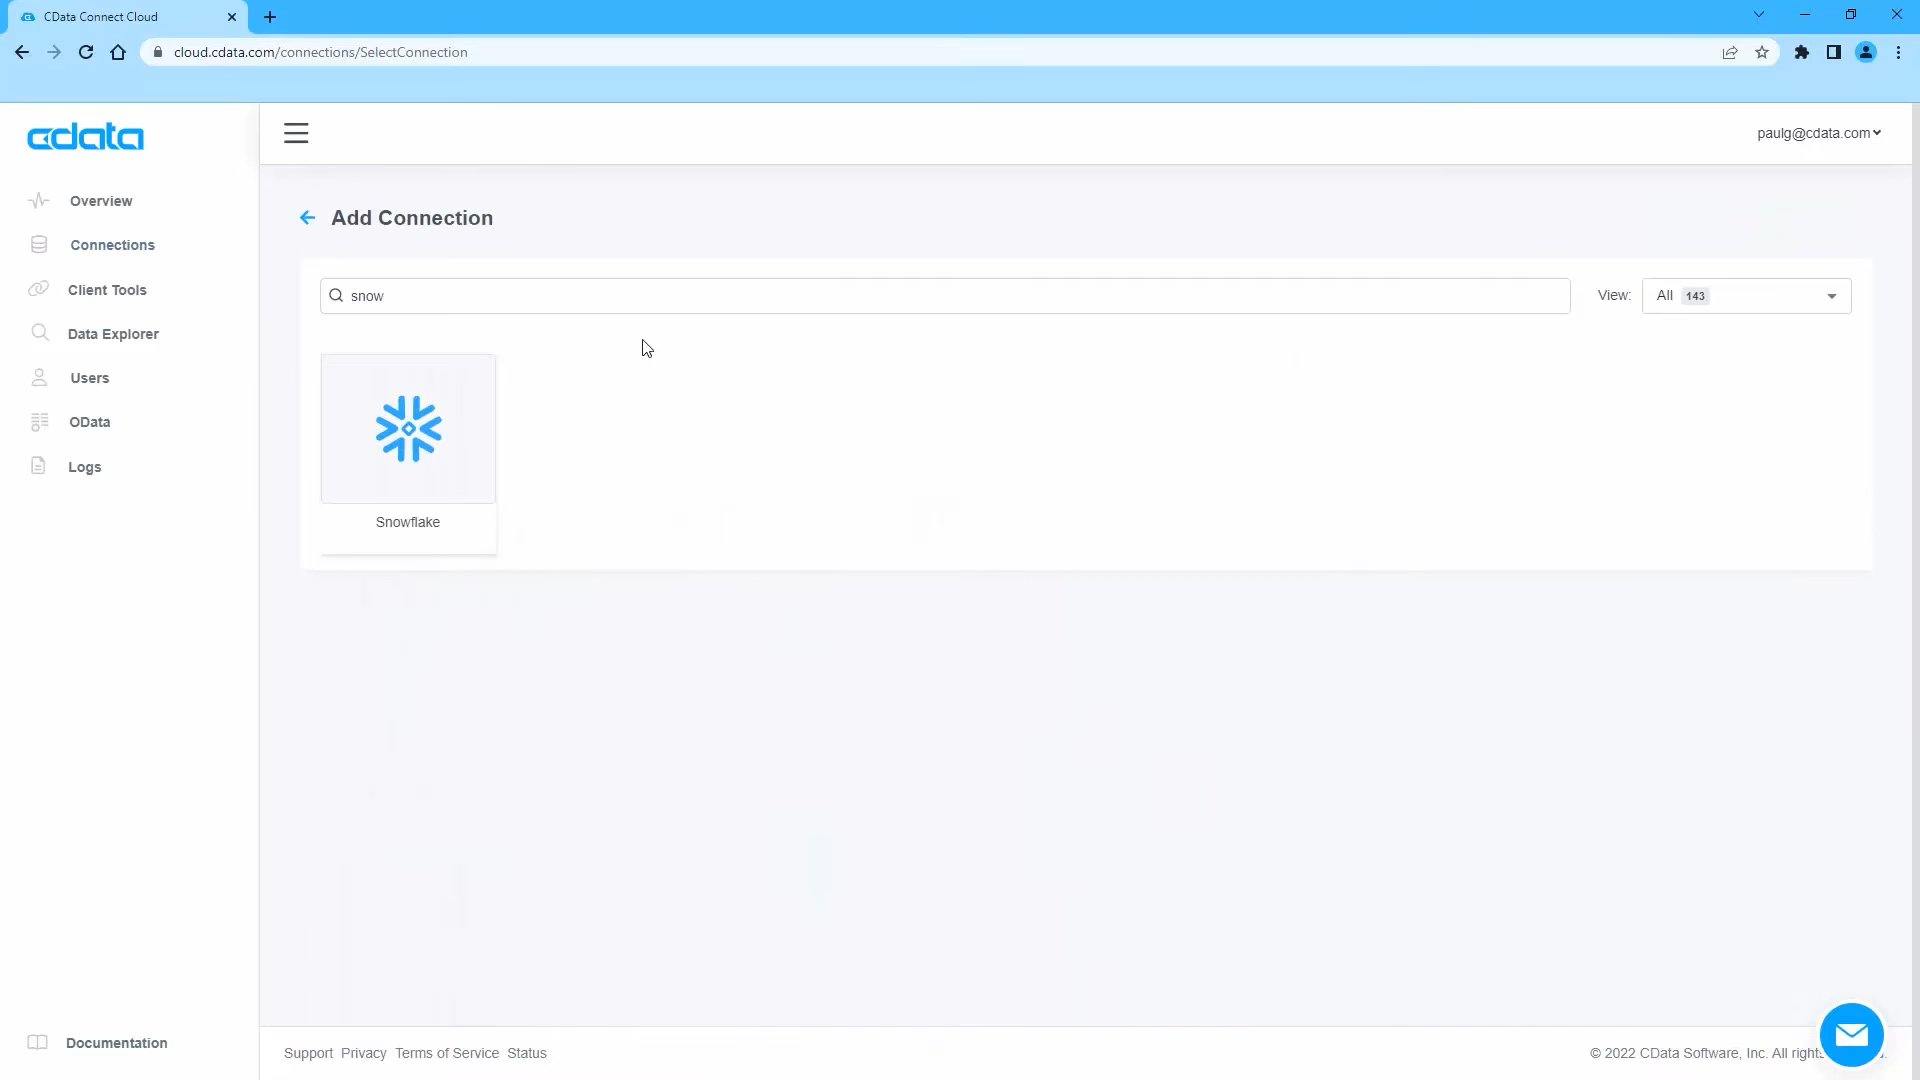 CData Connect Cloud
cloud.cdata.com/connections/SelectConnection
cdata
paulg@cdata.com
Overview
Connections
Client Tools
Data Explorer
Users
OData
Logs
Documentation
Add Connection
snow
View:
All 143
Snowflake
Support Privacy Terms of Service Status
© 2022 CData Software, Inc. All rights